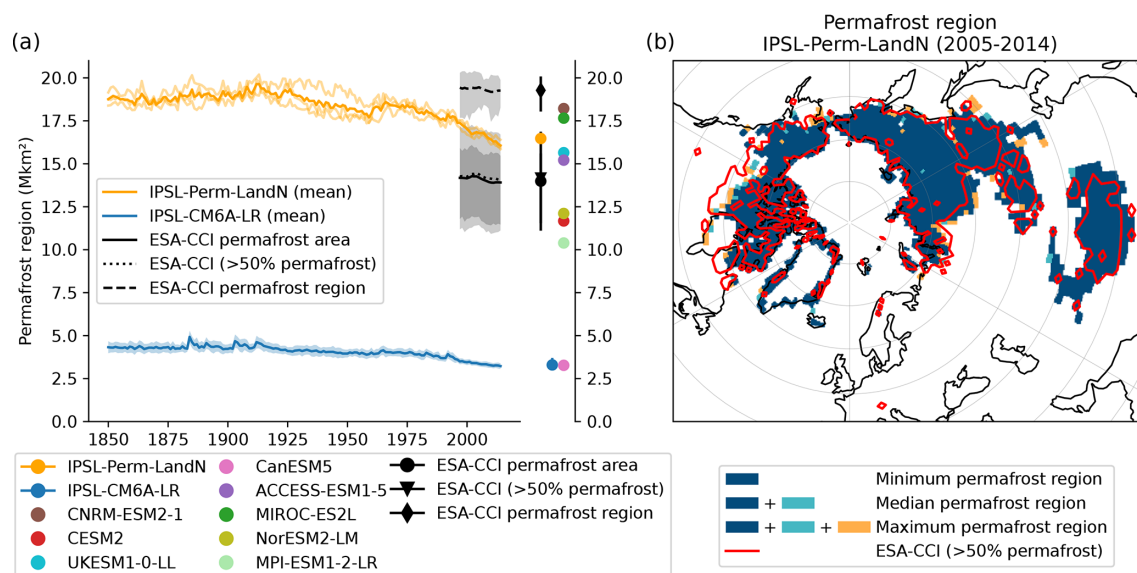 (a)
Permafrost region (Mkm²)
20.0
17.5
15.0
12.5
10.0
7.5
5.0
2.5
0.0
IPSL-Perm-LandN (mean)
IPSL-CM6A-LR (mean)
ESA-CCI permafrost area
ESA-CCI (>50% permafrost)
ESA-CCI permafrost region
1850 1875 1900 1925 1950 1975 2000
20.0
17.5
15.0
12.5
10.0
7.5
5.0
2.5
0.0
IPSL-Perm-LandN
IPSL-CM6A-LR
CNRM-ESM2-1
CESM2
UKESM1-0-LL
CanESM5
ACCESS-ESM1-5
MIROC-ES2L
NorESM2-LM
MPI-ESM1-2-LR
ESA-CCI permafrost area
ESA-CCI (>50% permafrost)
ESA-CCI permafrost region
(b)
Permafrost region
IPSL-Perm-LandN (2005-2014)
Minimum permafrost region
+ Median permafrost region
+ + Maximum permafrost region
ESA-CCI (>50% permafrost)